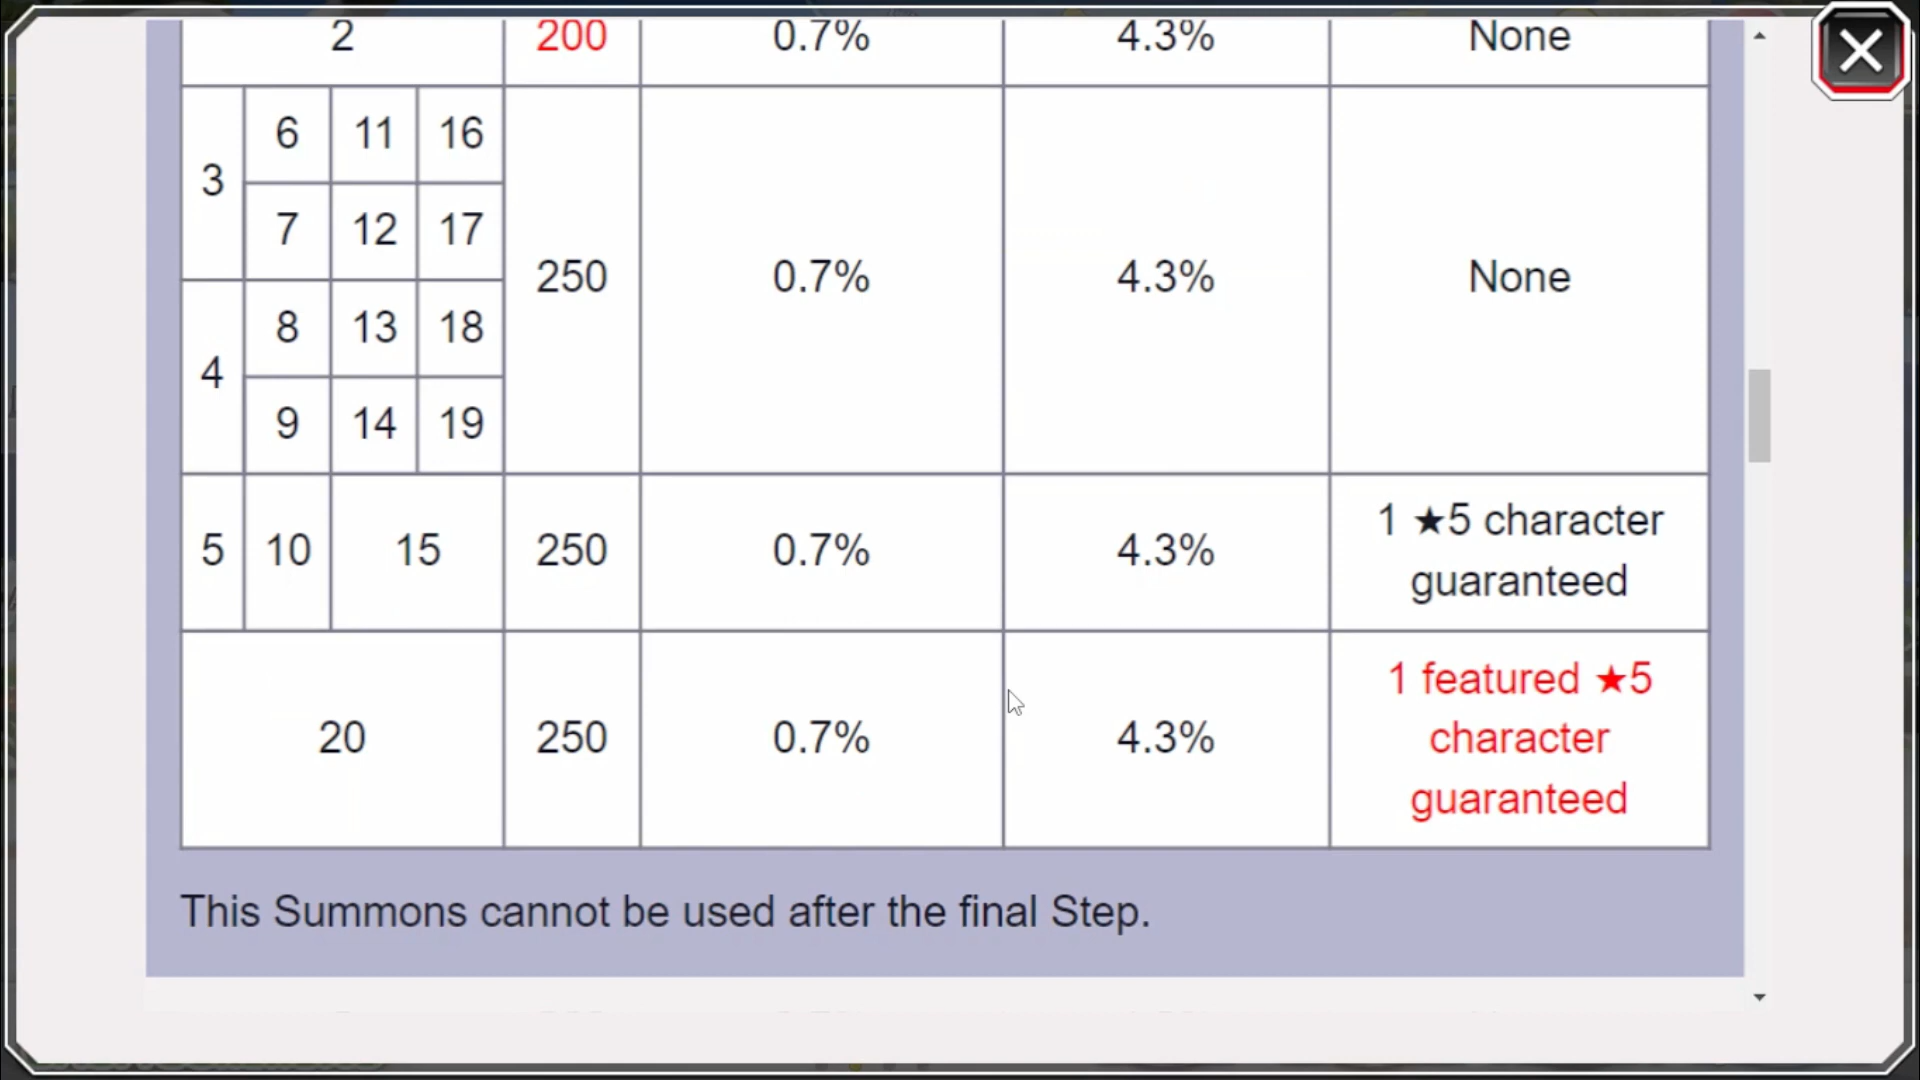 2 200 0.7% 4.3% None
3 6 11 16
7 12 17
250 0.7% 4.3% None
4 8 13 18
9 14 19
5 10 15 250 0.7% 4.3% 1 ★5 character
guaranteed
20 250 0.7% 4.3% 1 featured ★5
character
guaranteed
This Summons cannot be used after the final Step.